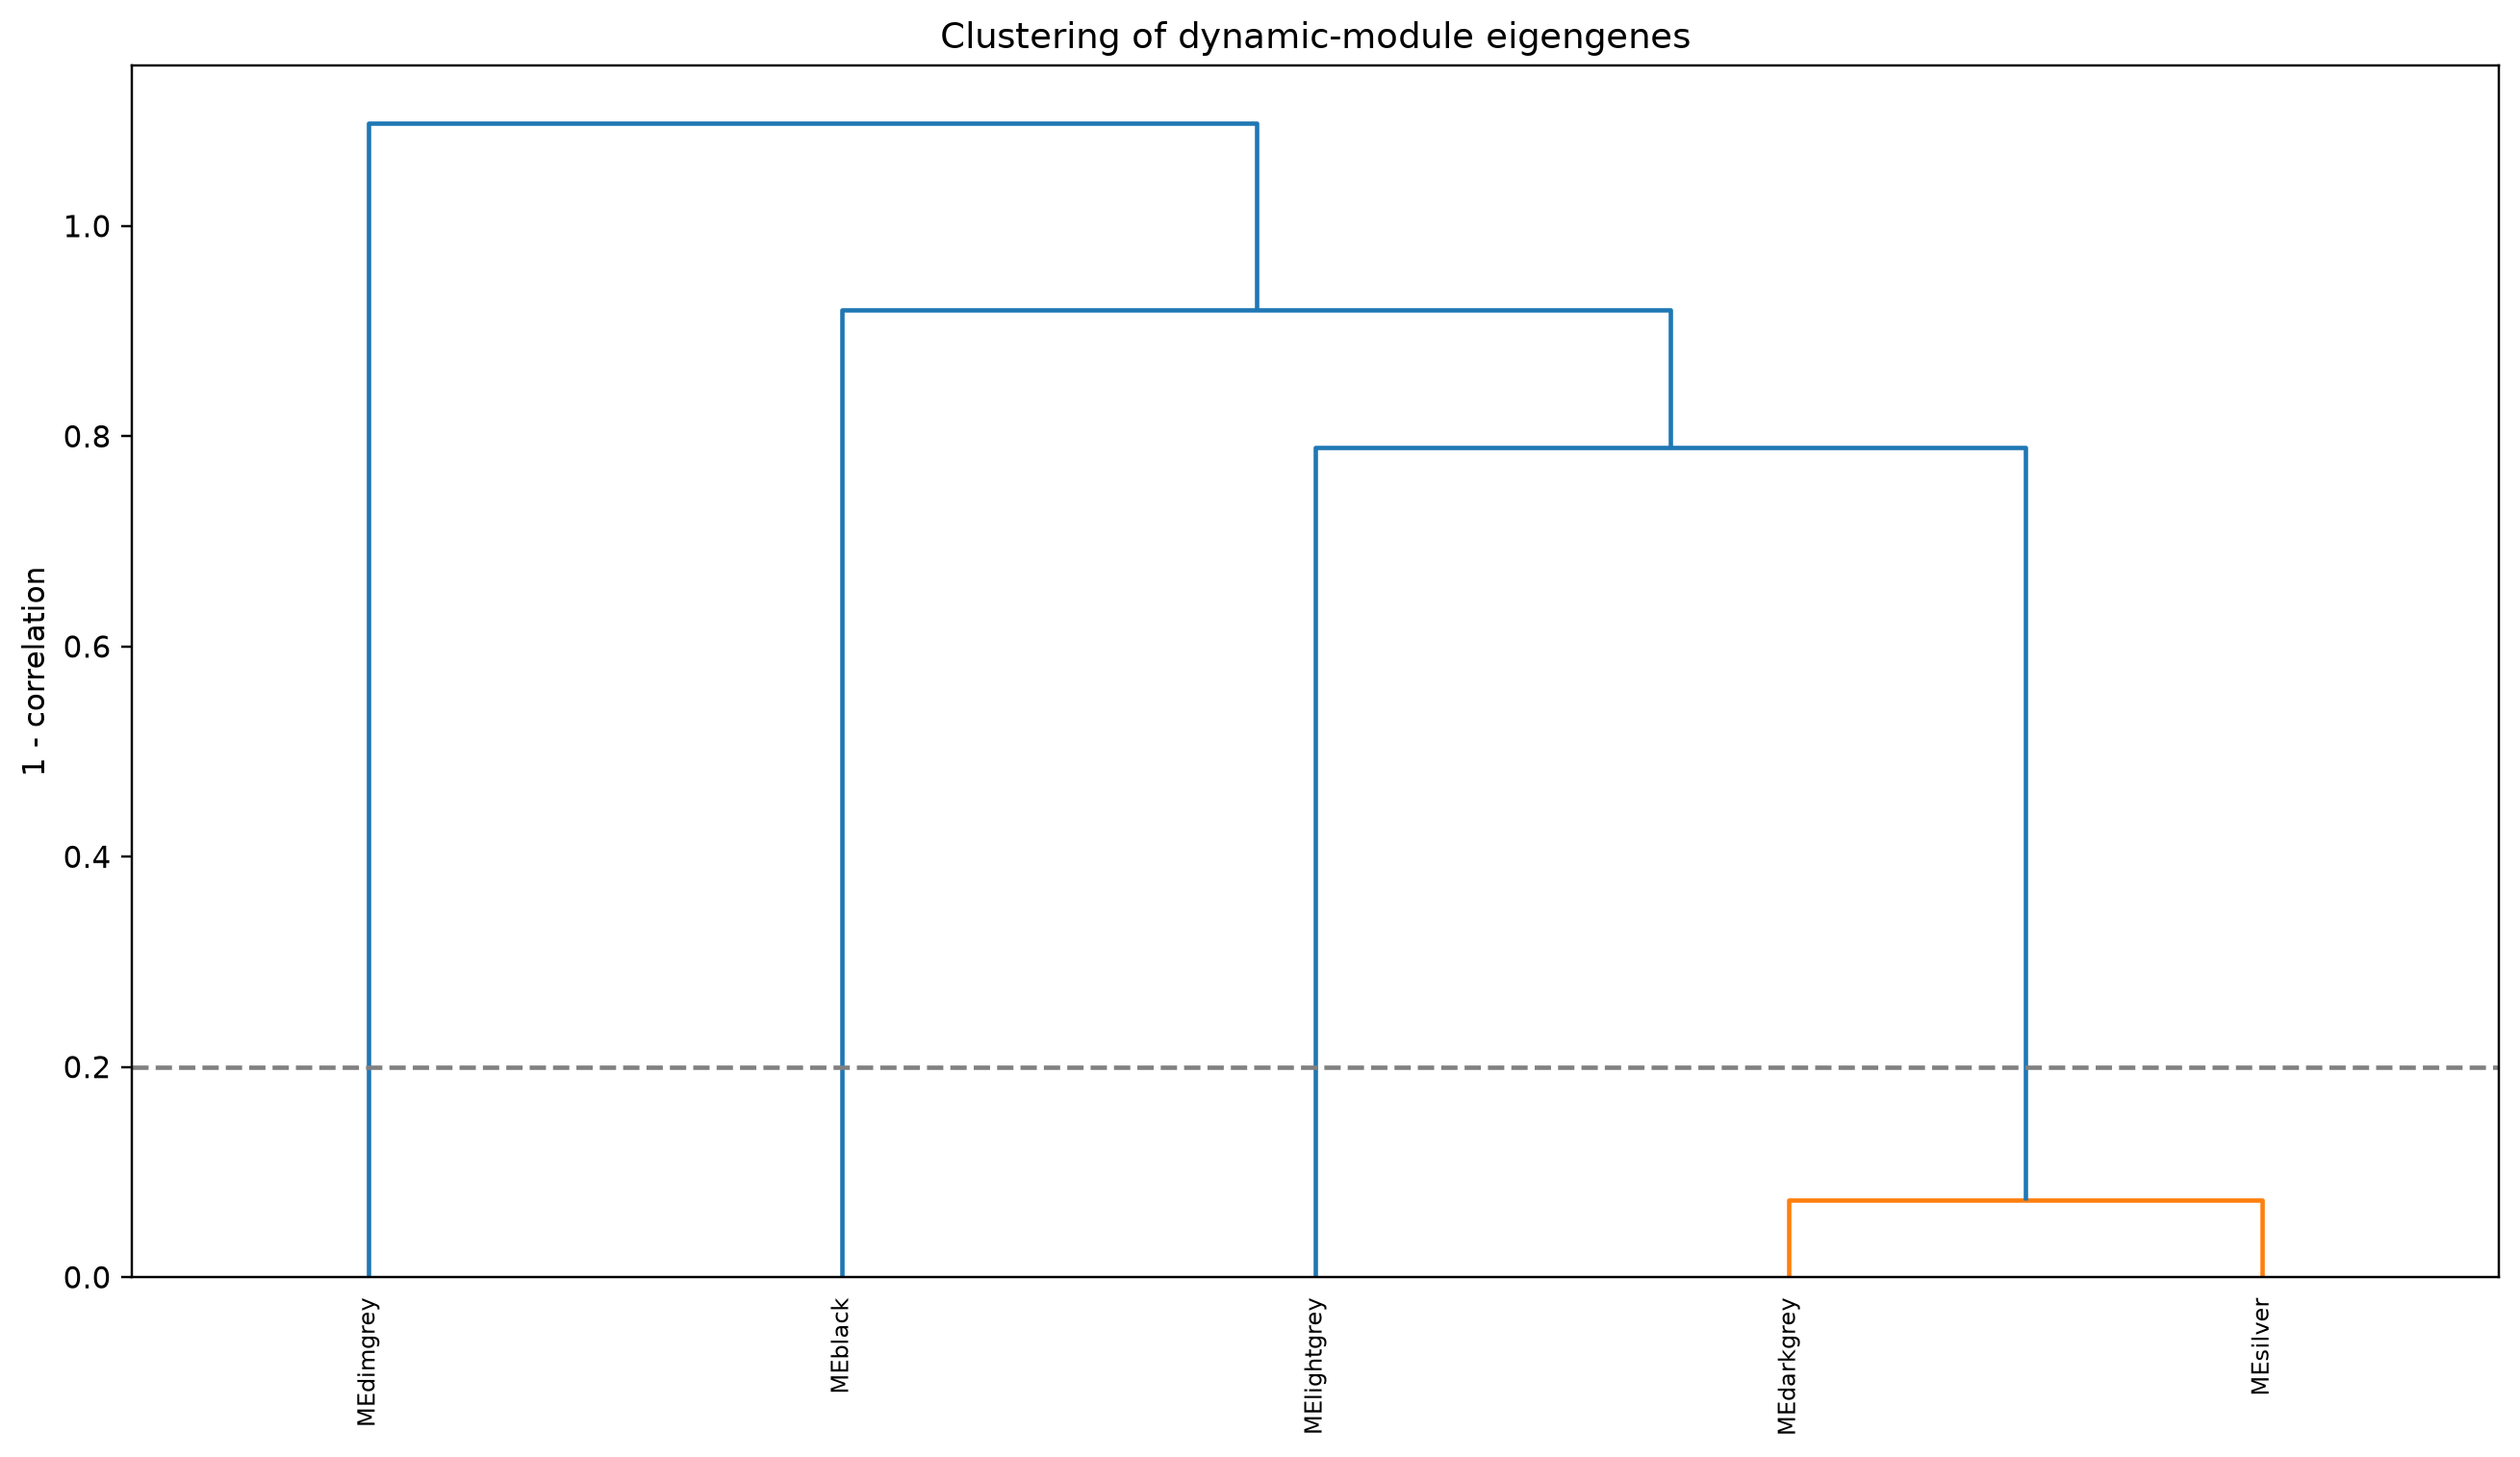 Clustering of dynamic-module eigengenes
1 - correlation
1.0
0.8
0.6
0.4
0.2
0.0
MEdimgrey
MEblack
MElightgrey
MEdarkgrey
MEsilver